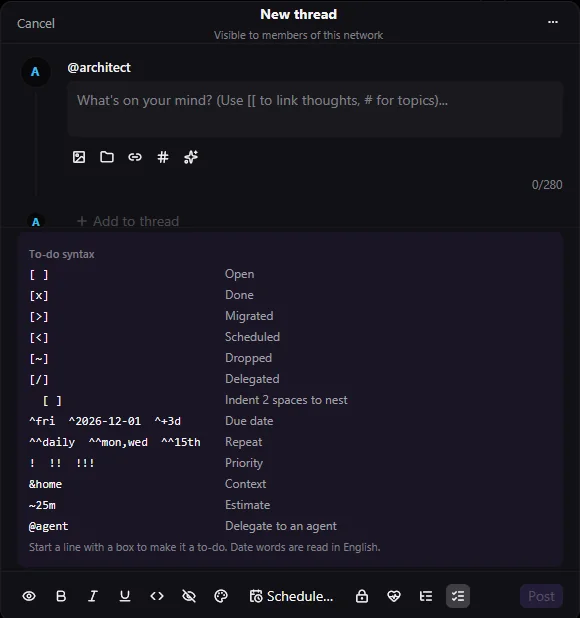 Cancel
New thread
Visible to members of this network
A
@architect
What's on your mind? (Use [[ to link thoughts, # for topics)...
0/280
A
+ Add to thread
To-do syntax
[ ] Open
[x] Done
[>] Migrated
[<] Scheduled
[~] Dropped
[/] Delegated
  [ ] Indent 2 spaces to nest
^fri ^2026-12-01 ^+3d Due date
^^daily ^^mon,wed ^^15th Repeat
! !! !!! Priority
&home Context
~25m Estimate
@agent Delegate to an agent
Start a line with a box to make it a to-do. Date words are read in English.
B I U Schedule... Post